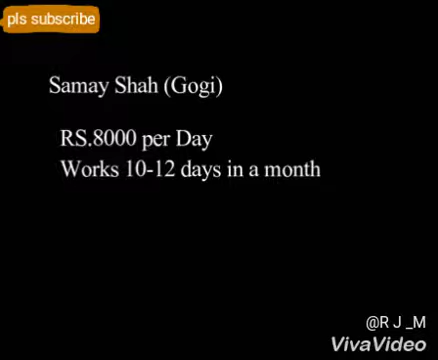 pls subscribe
Samay Shah (Gogi)
RS.8000 per Day
Works 10-12 days in a month
@R J _M
VivaVideo